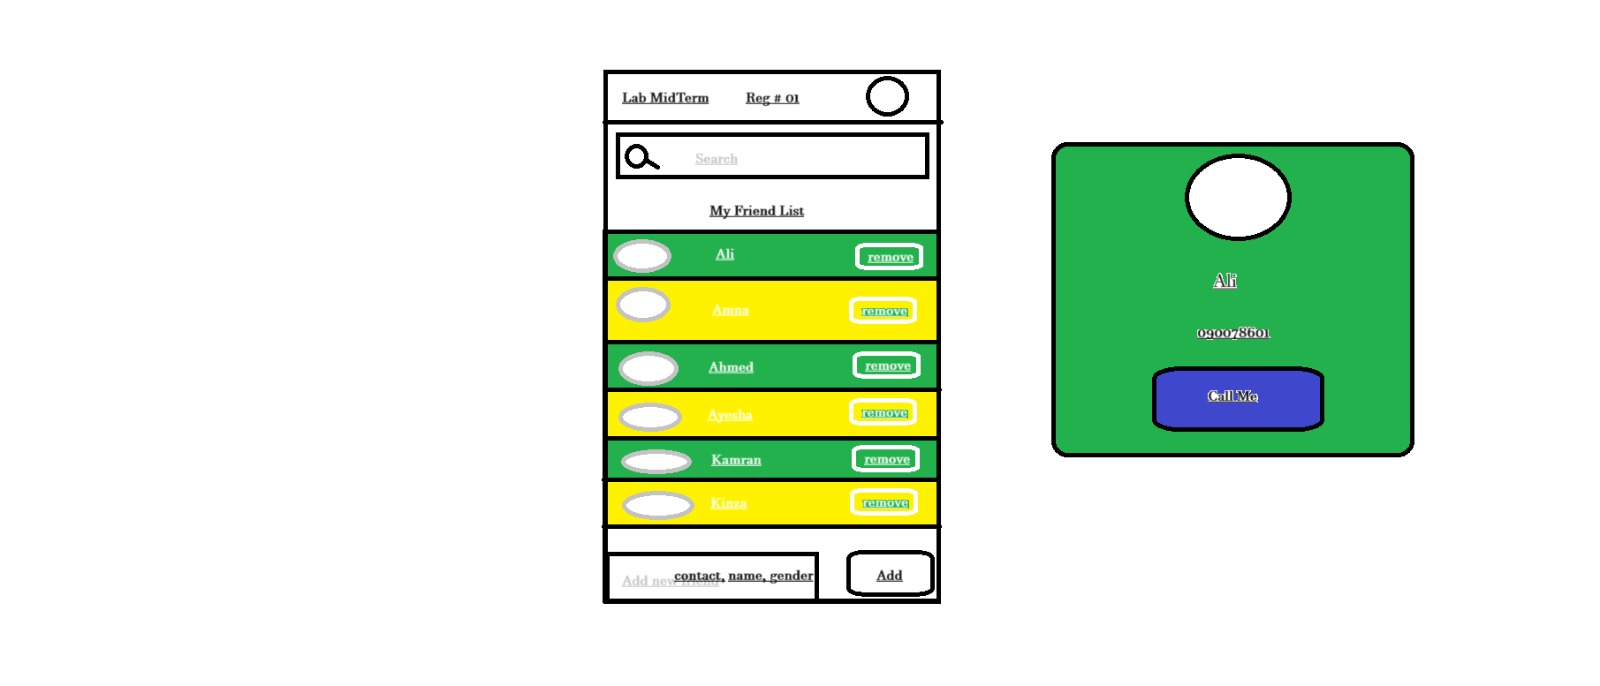 Lab MidTerm Reg # 01
Search
My Friend List
Ali remove
Amna remove
Ahmed remove
Ayesha remove
Kamran remove
Kinza remove
Add new friend contact, name, gender Add
Ali
090078601
Call Me